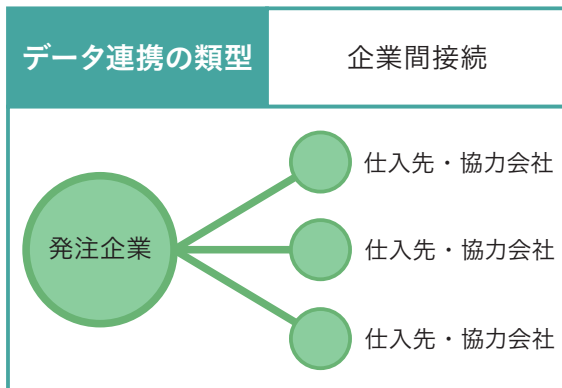 データ連携の類型
企業間接続
仕入先・協力会社
発注企業
仕入先・協力会社
仕入先・協力会社